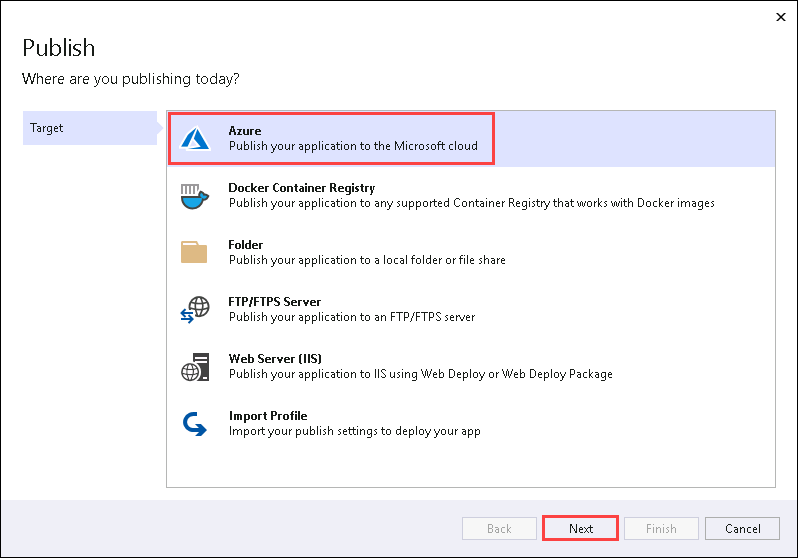 Publish
Where are you publishing today?
Target
Azure
Publish your application to the Microsoft cloud
Docker Container Registry
Publish your application to any supported Container Registry that works with Docker images
Folder
Publish your application to a local folder or file share
FTP/FTPS Server
Publish your application to an FTP/FTPS server
Web Server (IIS)
Publish your application to IIS using Web Deploy or Web Deploy Package
Import Profile
Import your publish settings to deploy your app
Back
Next
Finish
Cancel